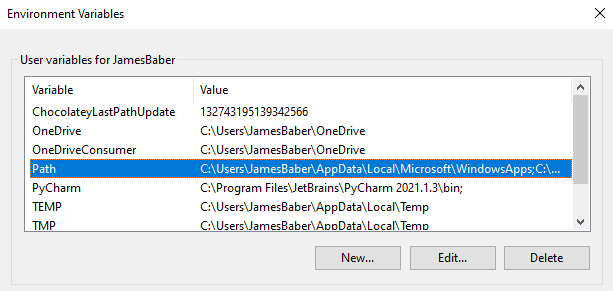 Environment Variables
User variables for JamesBaber
Variable Value
ChocolateyLastPathUpdate 132743195139342566
OneDrive C:\Users\JamesBaber\OneDrive
OneDriveConsumer C:\Users\JamesBaber\OneDrive
Path C:\Users\JamesBaber\AppData\Local\Microsoft\WindowsApps;C:\...
PyCharm C:\Program Files\JetBrains\PyCharm 2021.1.3\bin;
TEMP C:\Users\JamesBaber\AppData\Local\Temp
TMP C:\Users\JamesBaber\AppData\Local\Temp
New... Edit... Delete